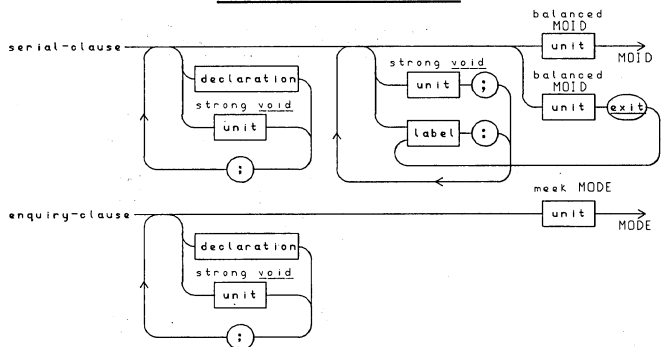 balanced
MOID
serial-clause
unit
MOID
strong void
declaration
unit
;
balanced
MOID
strong void
unit
exit
unit
;
label
:
meek MODE
enquiry-clause
unit
MODE
declaration
strong void
unit
;